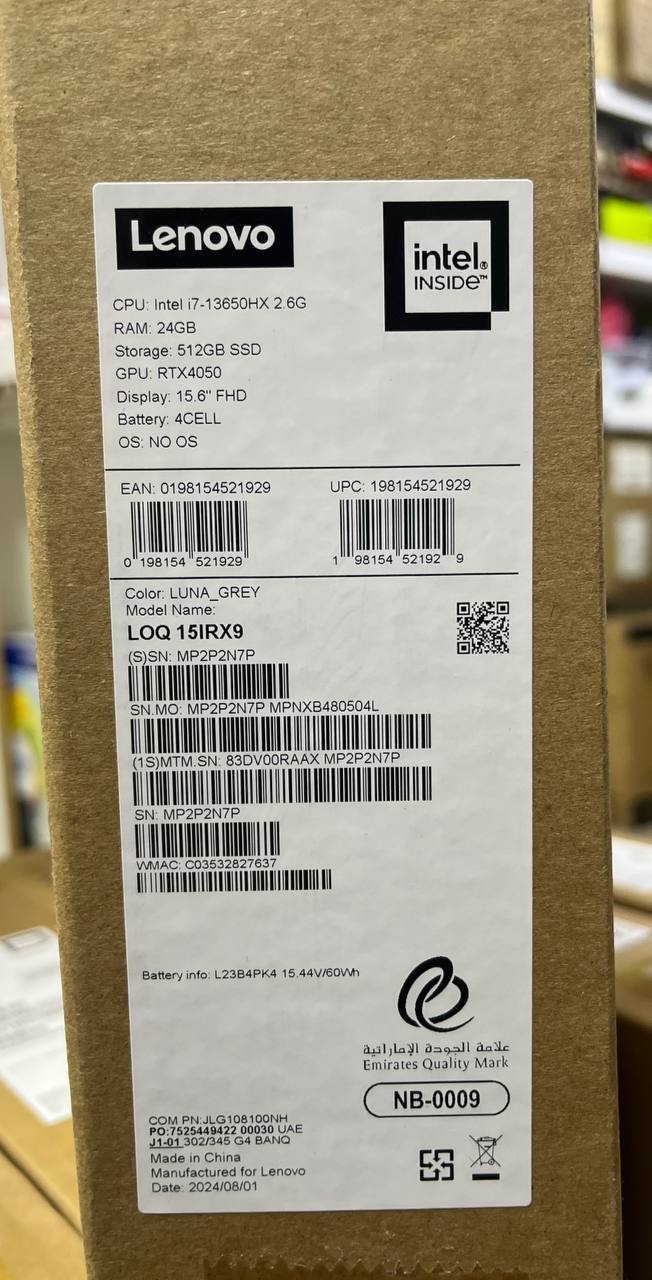 Lenovo
intel®
INSIDE™
CPU: Intel i7-13650HX 2.6G
RAM: 24GB
Storage: 512GB SSD
GPU: RTX4050
Display: 15.6" FHD
Battery: 4CELL
OS: NO OS
EAN: 0198154521929 UPC: 198154521929
0 198154 521929 1 98154 52192 9
Color: LUNA_GREY
Model Name:
LOQ 15IRX9
(S)SN: MP2P2N7P
SN.MO: MP2P2N7P MPNXB480504L
(1S)MTM.SN: 83DV00RAAX MP2P2N7P
SN: MP2P2N7P
WMAC: C03532827637
Battery info: L23B4PK4 15.44V/60Wh
علامة الجودة الإماراتية
Emirates Quality Mark
NB-0009
COM PN:JLG108100NH
PO:7525449422 00030 UAE
J1-01 302/345 G4 BANQ
Made in China
Manufactured for Lenovo
Date: 2024/08/01